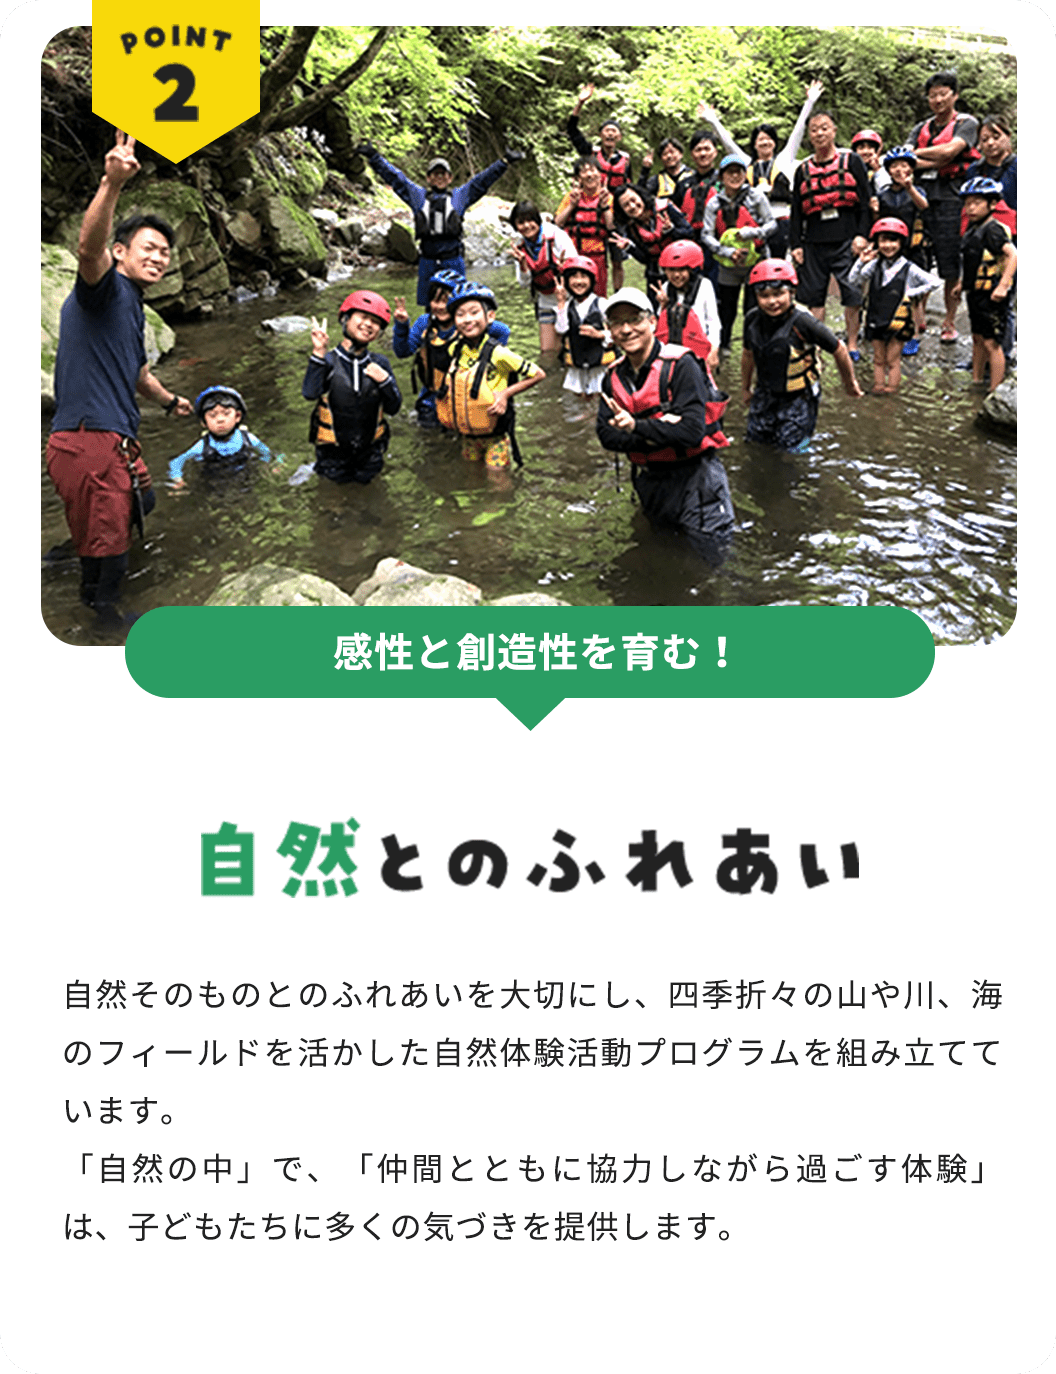 POINT
2
感性と創造性を育む！
自然とのふれあい
自然そのものとのふれあいを大切にし、四季折々の山や川、海
のフィールドを活かした自然体験活動プログラムを組み立てて
います。
「自然の中」で、「仲間とともに協力しながら過ごす体験」
は、子どもたちに多くの気づきを提供します。